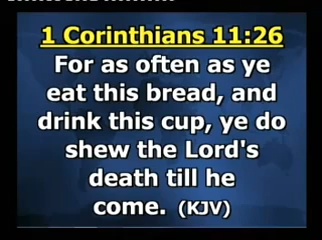 1 Corinthians 11:26
For as often as ye
eat this bread, and
drink this cup, ye do
shew the Lord's
death till he
come. (KJV)